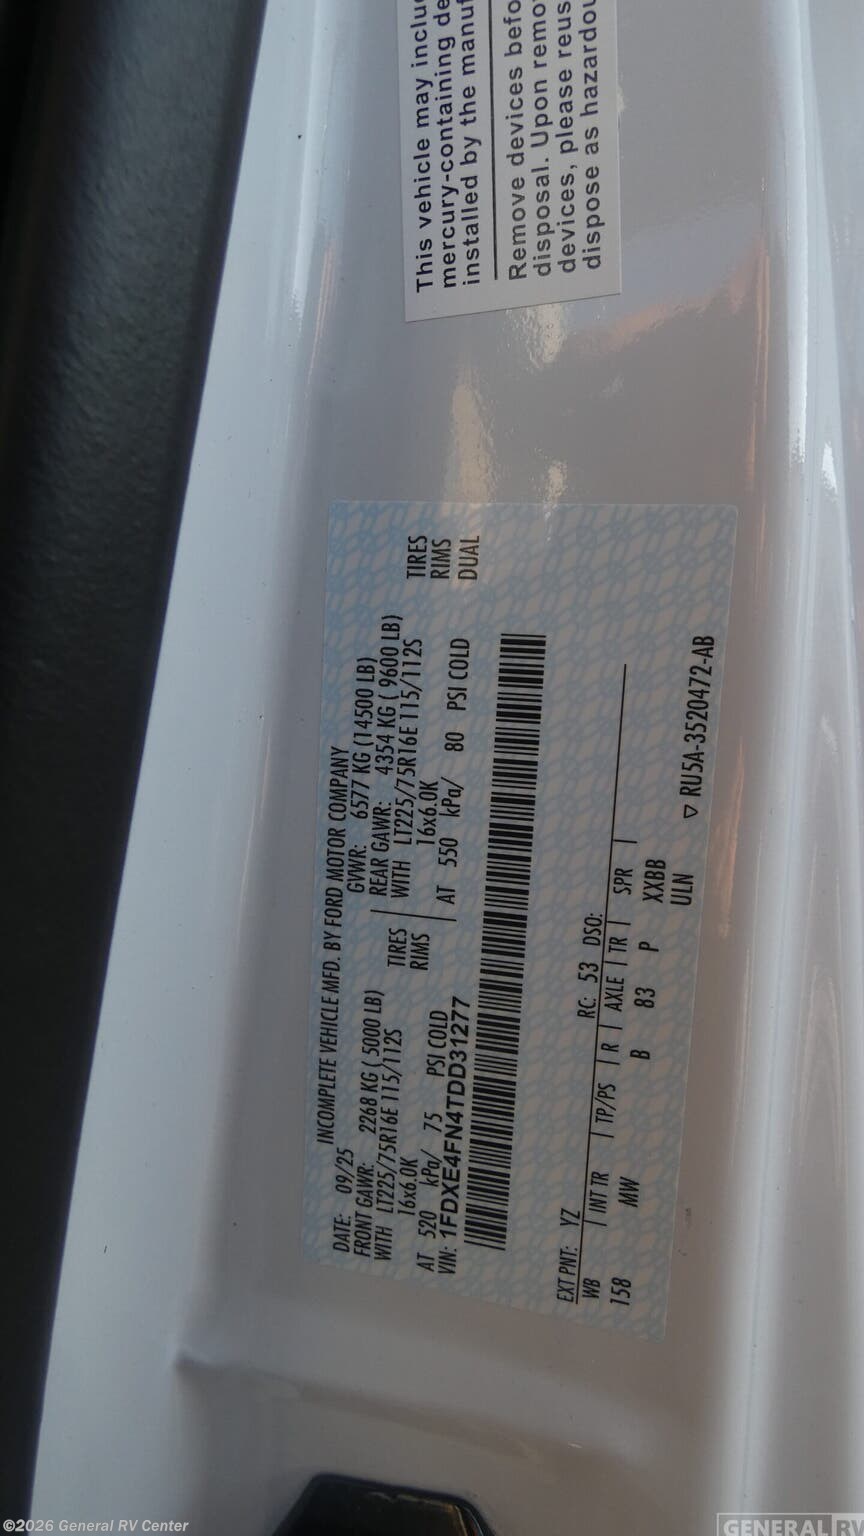 This vehicle may inclu
mercury-containing de
installed by the manuf
Remove devices befo
disposal. Upon remo
devices, please reus
dispose as hazardou
INCOMPLETE VEHICLE MFD. BY FORD MOTOR COMPANY
DATE: 09/25 GVWR: 6577 KG (14500 LB)
FRONT GAWR: 2268 KG ( 5000 LB) REAR GAWR: 4354 KG ( 9600 LB)
WITH LT225/75R16E 115/112S TIRES WITH LT225/75R16E 115/112S TIRES
16x6.0K RIMS 16x6.0K RIMS
AT 520 kPa/ 75 PSI COLD AT 550 kPa/ 80 PSI COLD DUAL
VIN: 1FDXE4FN4TDD31277
EXT PNT: YZ RC: 53 DSO:
WB | INT TR | TP/PS | R | AXLE | TR | SPR |
158 MW B 83 P XXBB
ULN
▽ RU5A-3520472-AB
©2026 General RV Center
GENERAL RV